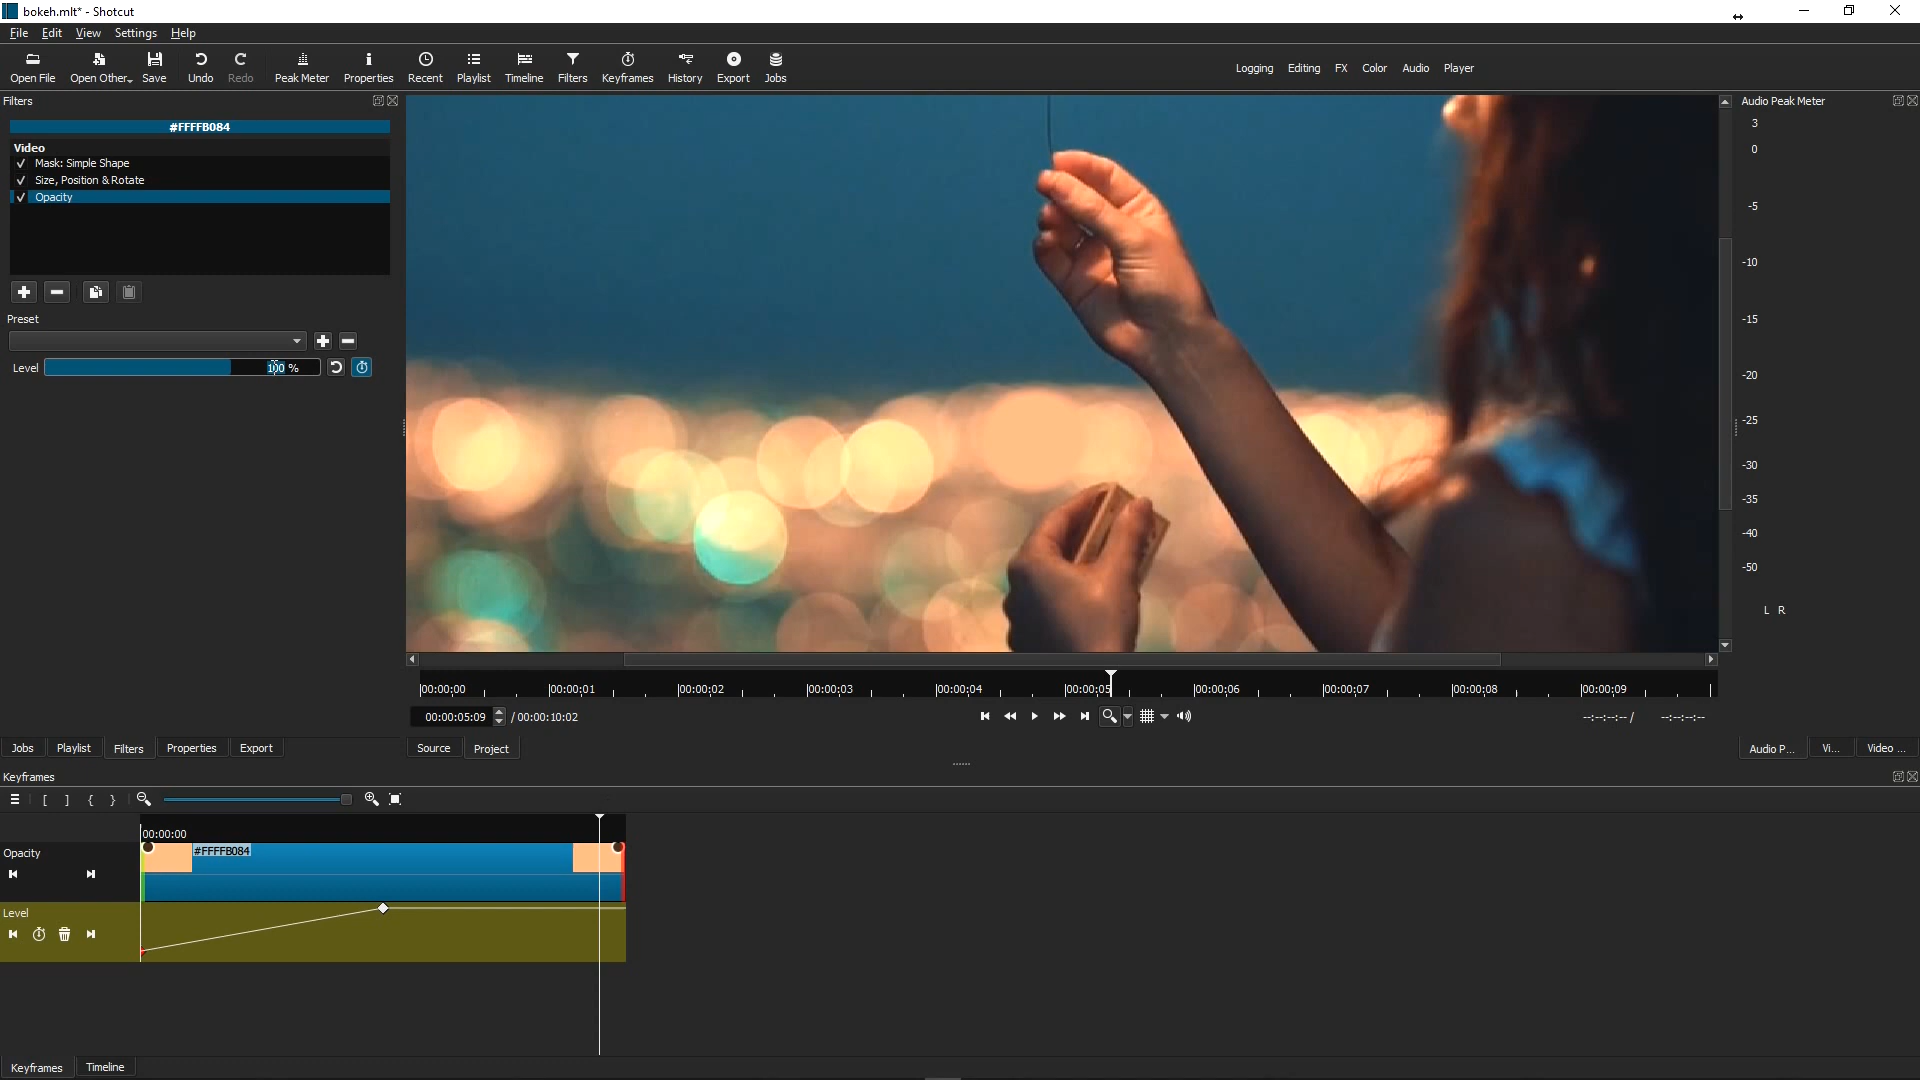 bokeh.mlt* - Shotcut
File Edit View Settings Help
Open File Open Other Save Undo Redo Peak Meter Properties Recent Playlist Timeline Filters Keyframes History Export Jobs
Logging Editing FX Color Audio Player
Filters
#FFFFB084
Video
Mask: Simple Shape
Size, Position & Rotate
Opacity
Preset
Level 100 %
Audio Peak Meter
3
0
-5
-10
-15
-20
-25
-30
-35
-40
-50
L R
00:00:00 00:00:01 00:00:02 00:00:03 00:00:04 00:00:05 00:00:06 00:00:07 00:00:08 00:00:09
00:00:05:09 / 00:00:10:02
--:--:--:-- / --:--:--:--
Jobs Playlist Filters Properties Export
Source Project
Audio P... Vi... Video ...
Keyframes
[ ] { }
00:00:00
Opacity
#FFFFB084
Level
Keyframes Timeline